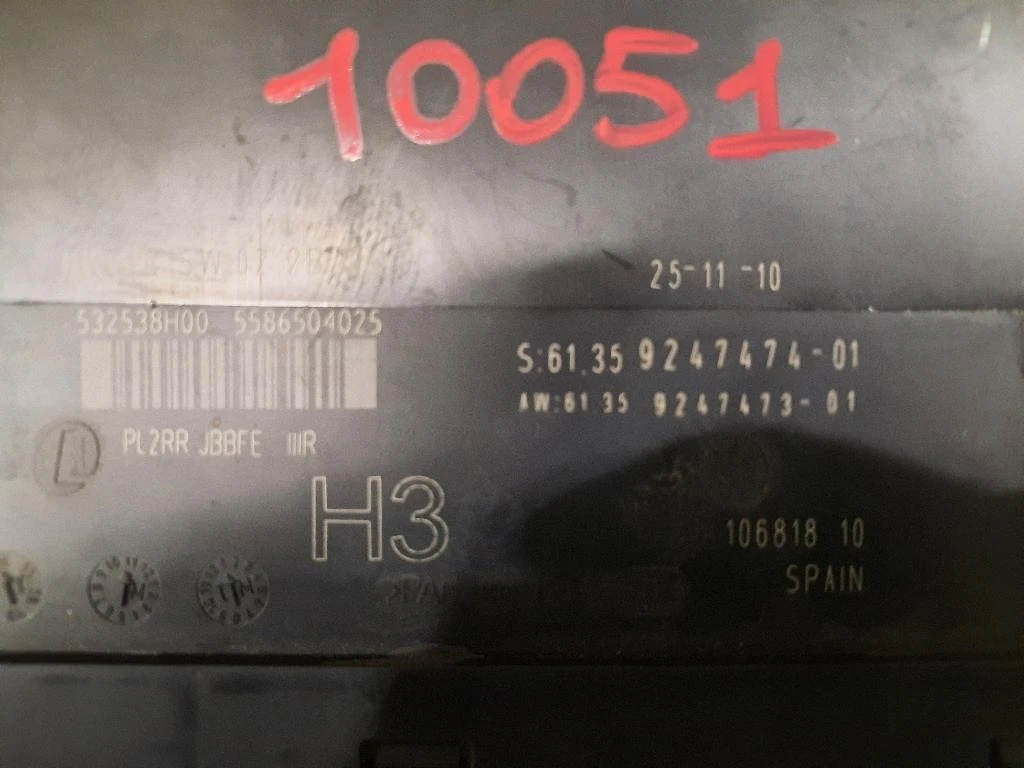 10051
25-11-10
532538H00 5586504025
S:61.35 9247474-01
AW:61 35 9247473-01
PL2RR JBBFE IIIR
H3
106818 10
SPAIN